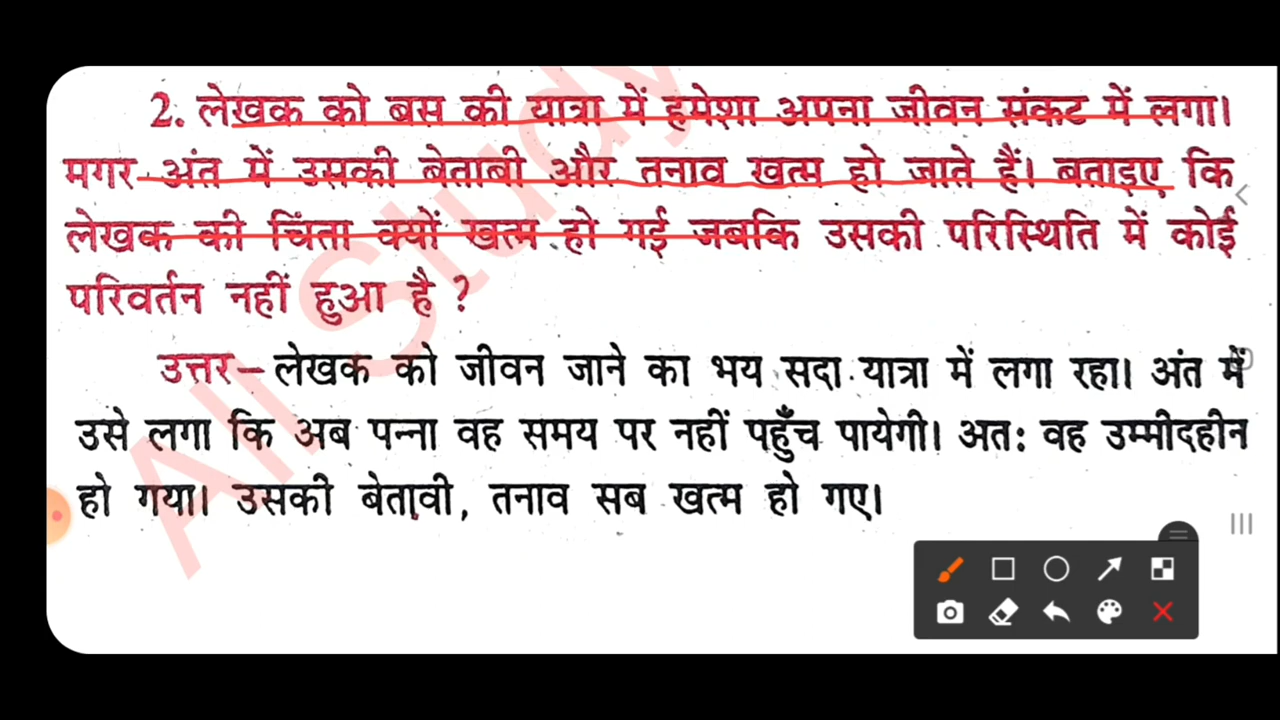 2. लेखक को बस की यात्रा में हमेशा अपना जीवन संकट में लगा।
मगर अंत में उसकी बेताबी और तनाव खत्म हो जाते हैं। बताइए कि
लेखक की चिंता क्यों खत्म हो गई जबकि उसकी परिस्थिति में कोई
परिवर्तन नहीं हुआ है ?
उत्तर– लेखक को जीवन जाने का भय सदा यात्रा में लगा रहा। अंत में
उसे लगा कि अब पन्ना वह समय पर नहीं पहुँच पायेगी। अतः वह उम्मीदहीन
हो गया। उसकी बेतावी, तनाव सब खत्म हो गए।
All Study